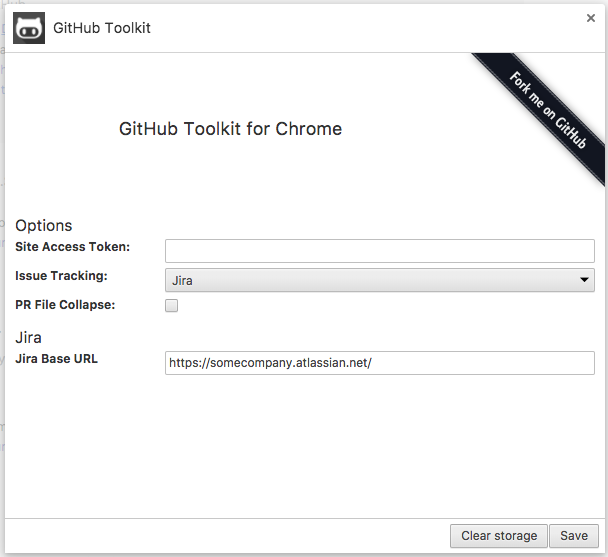 GitHub Toolkit
Fork me on GitHub
GitHub Toolkit for Chrome
Options
Site Access Token:
Issue Tracking: Jira
PR File Collapse:
Jira
Jira Base URL https://somecompany.atlassian.net/
Clear storage Save